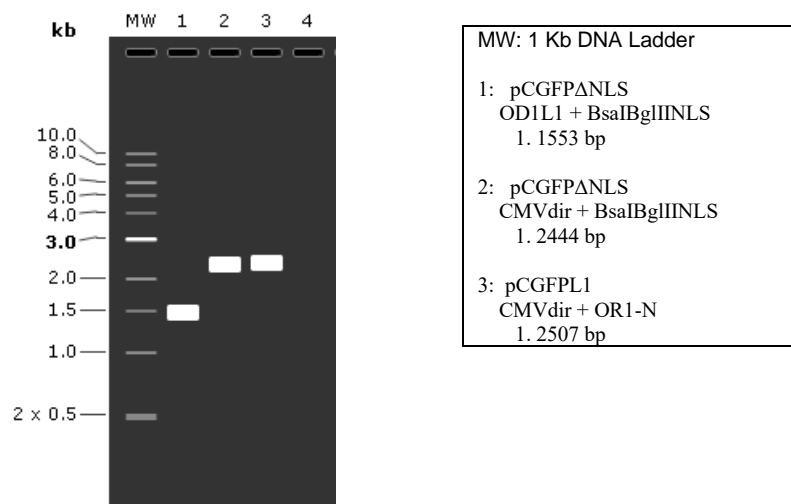 kb
MW 1 2 3 4
10.0
8.0
6.0
5.0
4.0
3.0
2.0
1.5
1.0
2 x 0.5
MW: 1 Kb DNA Ladder
1: pCGFPΔNLS
OD1L1 + BsaIBglIINLS
1. 1553 bp
2: pCGFPΔNLS
CMVdir + BsaIBglIINLS
1. 2444 bp
3: pCGFPL1
CMVdir + OR1-N
1. 2507 bp